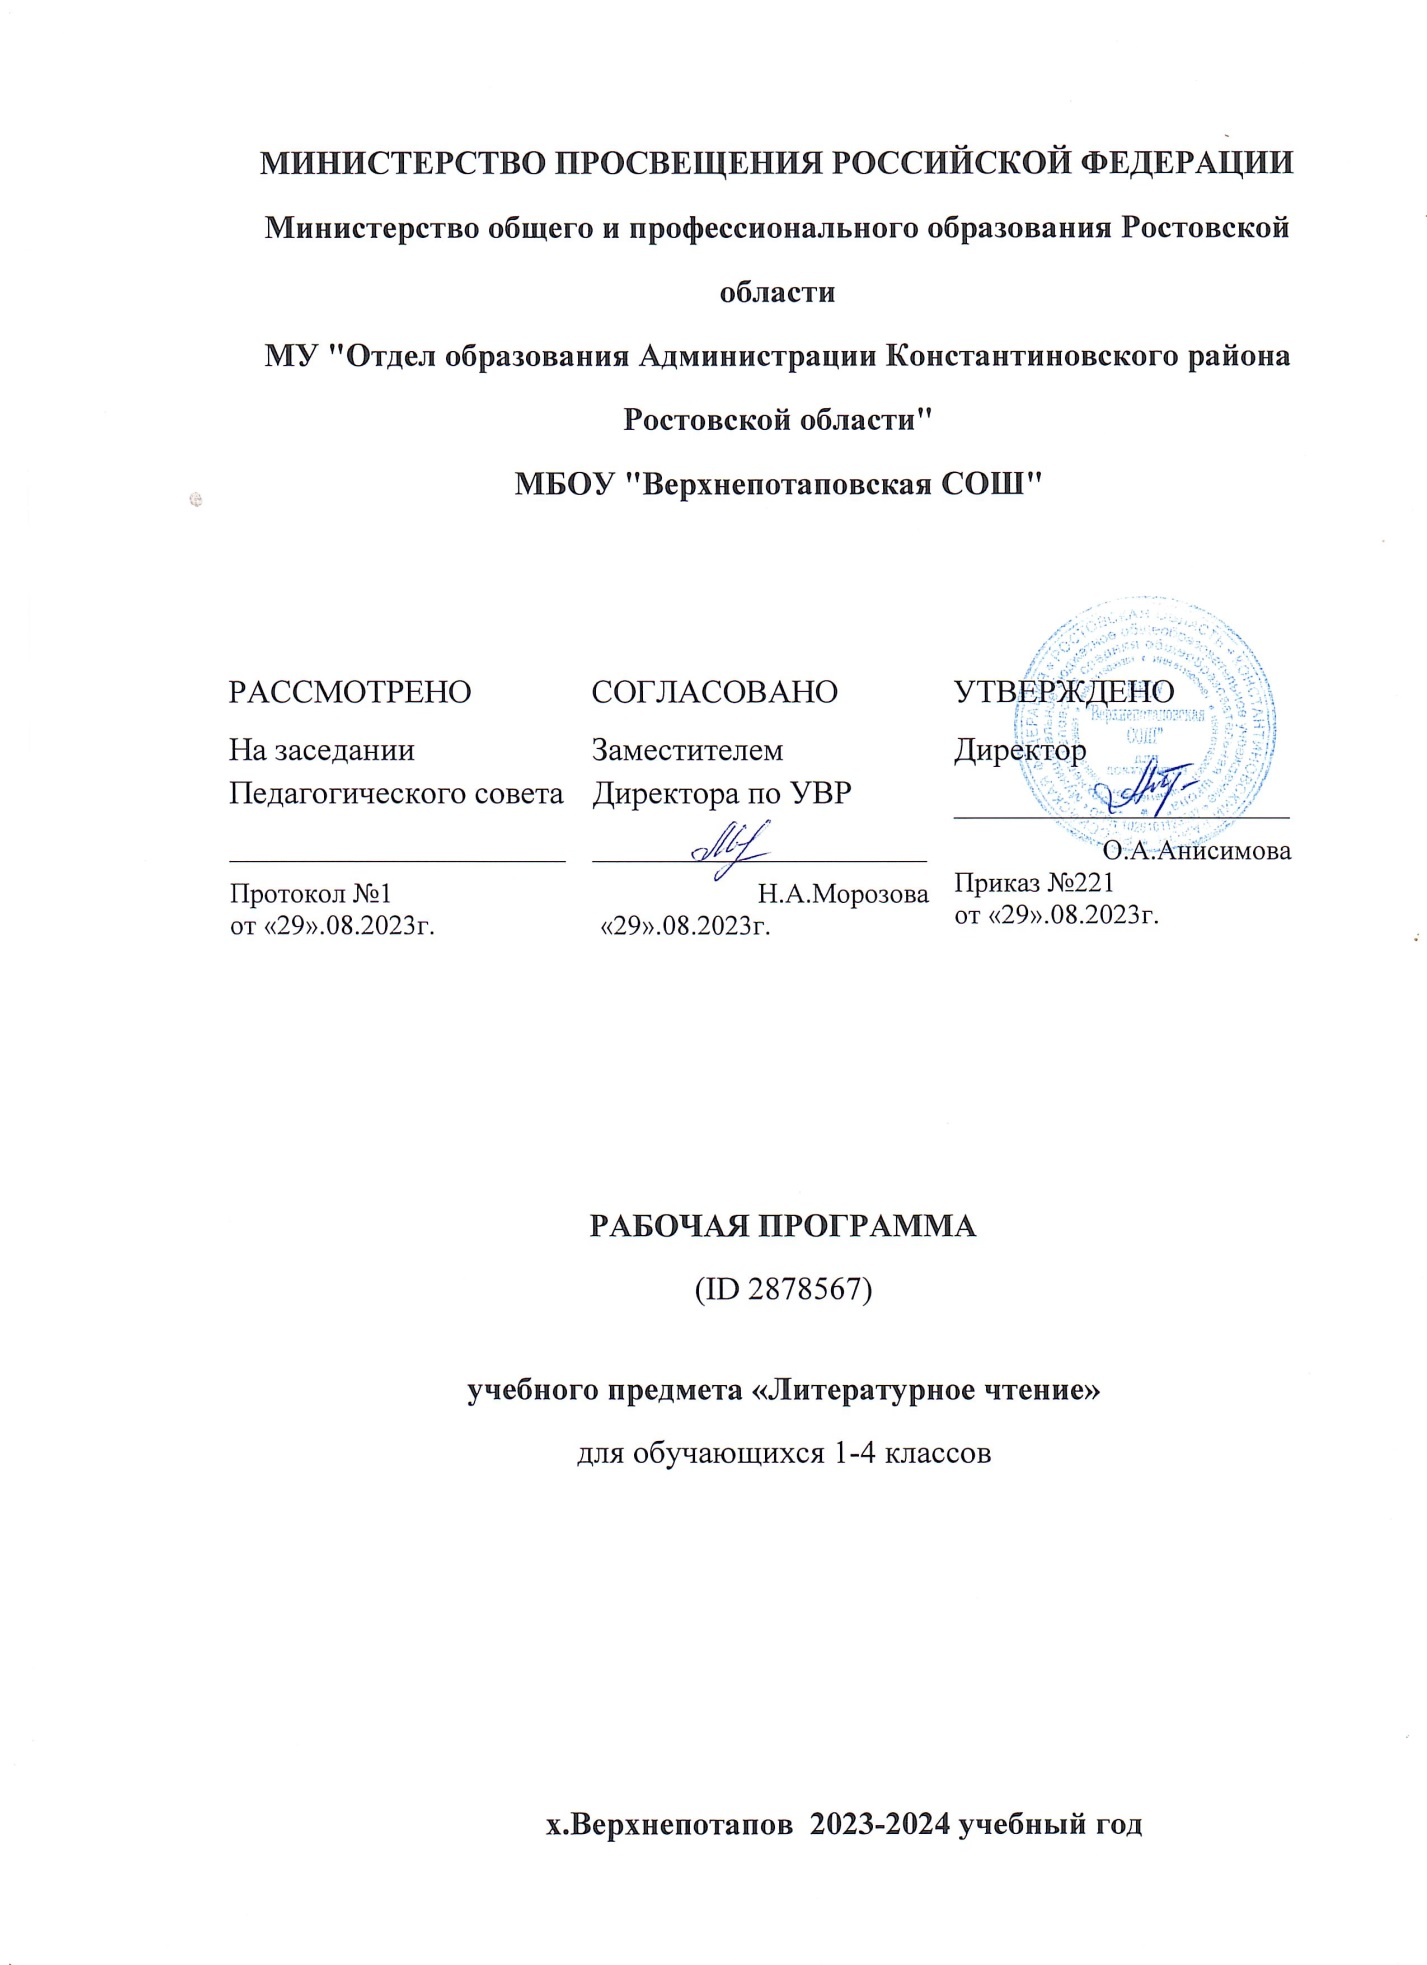 МИНИСТЕРСТВО ПРОСВЕЩЕНИЯ РОССИЙСКОЙ ФЕДЕРАЦИИ
Министерство общего и профессионального образования Ростовской
области
МУ "Отдел образования Администрации Константиновского района
Ростовской области"
МБОУ "Верхнепотаповская СОШ"
РАССМОТРЕНО
На заседании
Педагогического совета
Протокол №1
от «29».08.2023г.
СОГЛАСОВАНО
Заместителем
Директора по УВР
Н.А.Морозова
«29».08.2023г.
УТВЕРЖДЕНО
Директор
О.А.Анисимова
Приказ №221
от «29».08.2023г.
Верхнепотаповская
СОШ"
РАБОЧАЯ ПРОГРАММА
(ID 2878567)
учебного предмета «Литературное чтение»
для обучающихся 1-4 классов
х.Верхнепотапов 2023-2024 учебный год